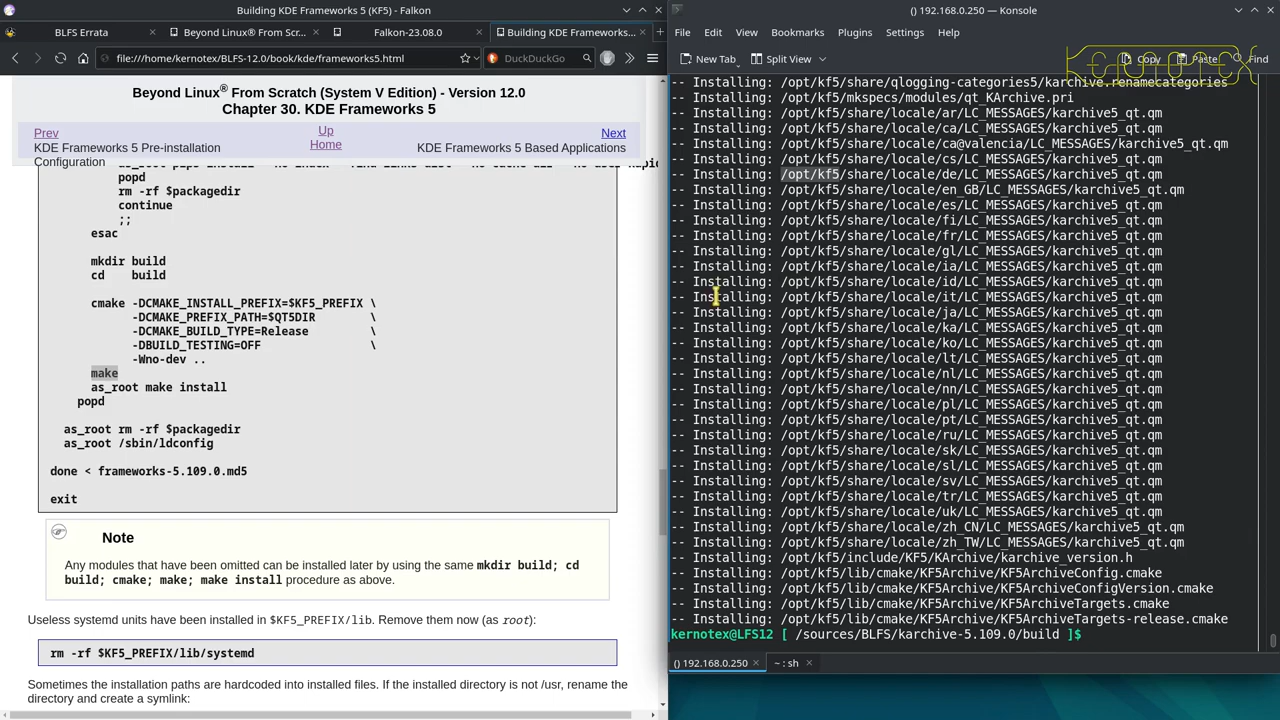 Building KDE Frameworks 5 (KF5) - Falkon
BLFS Errata
Beyond Linux® From Scr...
Falkon-23.08.0
Building KDE Frameworks...
file:///home/kernotex/BLFS-12.0/book/kde/frameworks5.html
DuckDuckGo
Beyond Linux® From Scratch (System V Edition) - Version 12.0
Chapter 30. KDE Frameworks 5
Prev
Up
Next
KDE Frameworks 5 Pre-installation Configuration
Home
KDE Frameworks 5 Based Applications
popd
rm -rf $packagedir
continue
;;
esac
mkdir build
cd    build
cmake -DCMAKE_INSTALL_PREFIX=$KF5_PREFIX \
-DCMAKE_PREFIX_PATH=$QT5DIR        \
-DCMAKE_BUILD_TYPE=Release         \
-DBUILD_TESTING=OFF                \
-Wno-dev ..
make
as_root make install
popd
as_root rm -rf $packagedir
as_root /sbin/ldconfig
done < frameworks-5.109.0.md5
exit
Note
Any modules that have been omitted can be installed later by using the same mkdir build; cd
build; cmake; make; make install procedure as above.
Useless systemd units have been installed in $KF5_PREFIX/lib. Remove them now (as root):
rm -rf $KF5_PREFIX/lib/systemd
Sometimes the installation paths are hardcoded into installed files. If the installed directory is not /usr, rename the
directory and create a symlink:
() 192.168.0.250 — Konsole
File Edit View Bookmarks Plugins Settings Help
New Tab Split View Copy Paste Find
Kernotex
-- Installing: /opt/kf5/share/qlogging-categories5/karchive.renamecategories
-- Installing: /opt/kf5/mkspecs/modules/qt_KArchive.pri
-- Installing: /opt/kf5/share/locale/ar/LC_MESSAGES/karchive5_qt.qm
-- Installing: /opt/kf5/share/locale/ca/LC_MESSAGES/karchive5_qt.qm
-- Installing: /opt/kf5/share/locale/ca@valencia/LC_MESSAGES/karchive5_qt.qm
-- Installing: /opt/kf5/share/locale/cs/LC_MESSAGES/karchive5_qt.qm
-- Installing: /opt/kf5/share/locale/de/LC_MESSAGES/karchive5_qt.qm
-- Installing: /opt/kf5/share/locale/en_GB/LC_MESSAGES/karchive5_qt.qm
-- Installing: /opt/kf5/share/locale/es/LC_MESSAGES/karchive5_qt.qm
-- Installing: /opt/kf5/share/locale/fi/LC_MESSAGES/karchive5_qt.qm
-- Installing: /opt/kf5/share/locale/fr/LC_MESSAGES/karchive5_qt.qm
-- Installing: /opt/kf5/share/locale/gl/LC_MESSAGES/karchive5_qt.qm
-- Installing: /opt/kf5/share/locale/ia/LC_MESSAGES/karchive5_qt.qm
-- Installing: /opt/kf5/share/locale/id/LC_MESSAGES/karchive5_qt.qm
-- Installing: /opt/kf5/share/locale/it/LC_MESSAGES/karchive5_qt.qm
-- Installing: /opt/kf5/share/locale/ja/LC_MESSAGES/karchive5_qt.qm
-- Installing: /opt/kf5/share/locale/ka/LC_MESSAGES/karchive5_qt.qm
-- Installing: /opt/kf5/share/locale/ko/LC_MESSAGES/karchive5_qt.qm
-- Installing: /opt/kf5/share/locale/lt/LC_MESSAGES/karchive5_qt.qm
-- Installing: /opt/kf5/share/locale/nl/LC_MESSAGES/karchive5_qt.qm
-- Installing: /opt/kf5/share/locale/nn/LC_MESSAGES/karchive5_qt.qm
-- Installing: /opt/kf5/share/locale/pl/LC_MESSAGES/karchive5_qt.qm
-- Installing: /opt/kf5/share/locale/pt/LC_MESSAGES/karchive5_qt.qm
-- Installing: /opt/kf5/share/locale/ru/LC_MESSAGES/karchive5_qt.qm
-- Installing: /opt/kf5/share/locale/sk/LC_MESSAGES/karchive5_qt.qm
-- Installing: /opt/kf5/share/locale/sl/LC_MESSAGES/karchive5_qt.qm
-- Installing: /opt/kf5/share/locale/sv/LC_MESSAGES/karchive5_qt.qm
-- Installing: /opt/kf5/share/locale/tr/LC_MESSAGES/karchive5_qt.qm
-- Installing: /opt/kf5/share/locale/uk/LC_MESSAGES/karchive5_qt.qm
-- Installing: /opt/kf5/share/locale/zh_CN/LC_MESSAGES/karchive5_qt.qm
-- Installing: /opt/kf5/share/locale/zh_TW/LC_MESSAGES/karchive5_qt.qm
-- Installing: /opt/kf5/include/KF5/KArchive/karchive_version.h
-- Installing: /opt/kf5/lib/cmake/KF5Archive/KF5ArchiveConfig.cmake
-- Installing: /opt/kf5/lib/cmake/KF5Archive/KF5ArchiveConfigVersion.cmake
-- Installing: /opt/kf5/lib/cmake/KF5Archive/KF5ArchiveTargets.cmake
-- Installing: /opt/kf5/lib/cmake/KF5Archive/KF5ArchiveTargets-release.cmake
kernotex@LFS12 [ /sources/BLFS/karchive-5.109.0/build ]$
() 192.168.0.250
~ : sh